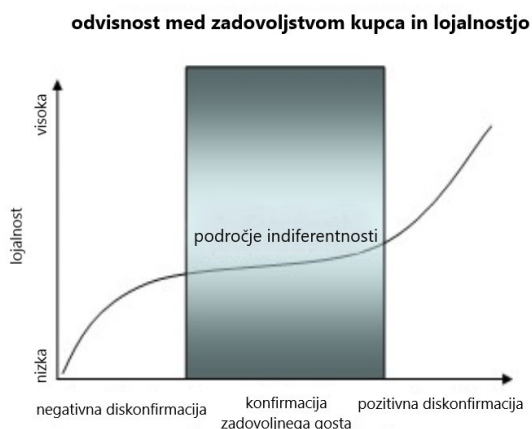 odvisnost med zadovoljstvom kupca in lojalnostjo
visoka
lojalnost
področje indiferentnosti
nizka
negativna diskonfirmacija
konfirmacija
zadovoljnega gosta
pozitivna diskonfirmacija